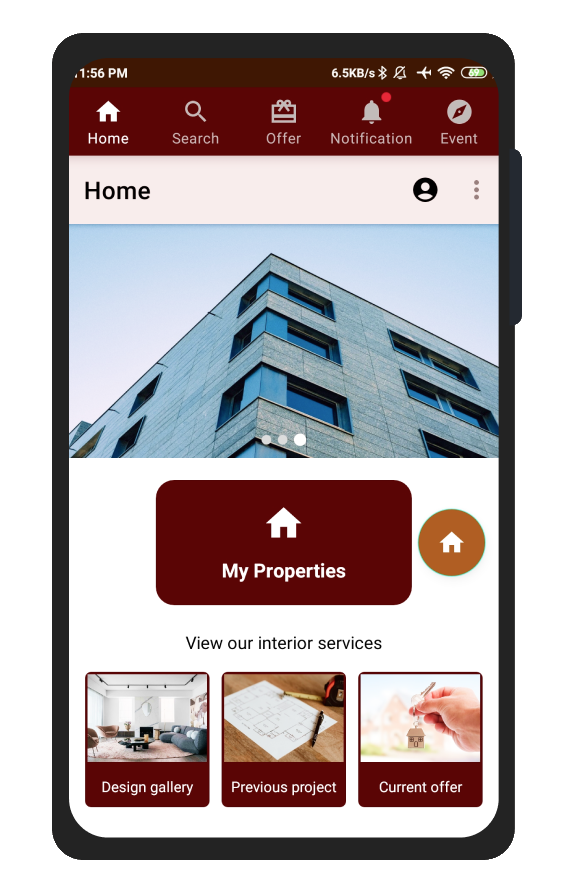 1:56 PM 6.5KB/s 69
Home Search Offer Notification Event
Home
My Properties
View our interior services
Design gallery Previous project Current offer